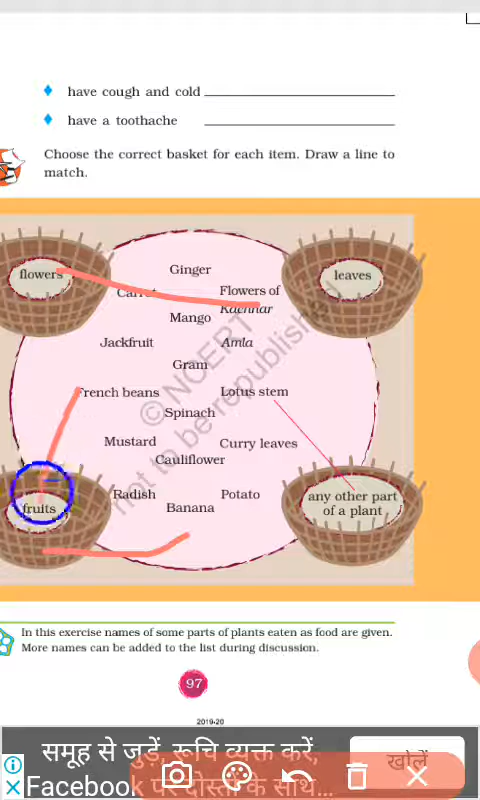 have cough and cold
have a toothache
Choose the correct basket for each item. Draw a line to
match.
flowers
leaves
Ginger
Carrot
Flowers of
Kachnar
Mango
Jackfruit
Amla
Gram
French beans
Lotus stem
Spinach
Mustard
Curry leaves
Cauliflower
Radish
Potato
Banana
fruits
any other part
of a plant
© NCERT
not to be republished
In this exercise names of some parts of plants eaten as food are given.
More names can be added to the list during discussion.
97
2019-20
समूह से जुड़ें, रूचि व्यक्त करें,
Facebook पर दोस्तों के साथ...
खोलें